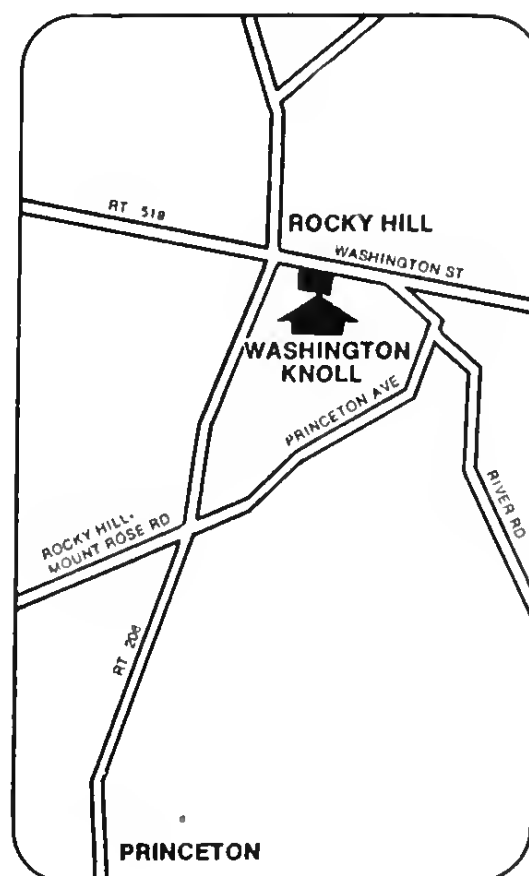 RT 518
ROCKY HILL
WASHINGTON ST
WASHINGTON
KNOLL
PRINCETON AVE
ROCKY HILL-
MOUNT ROSE RD
RIVER RD
RT 206
PRINCETON